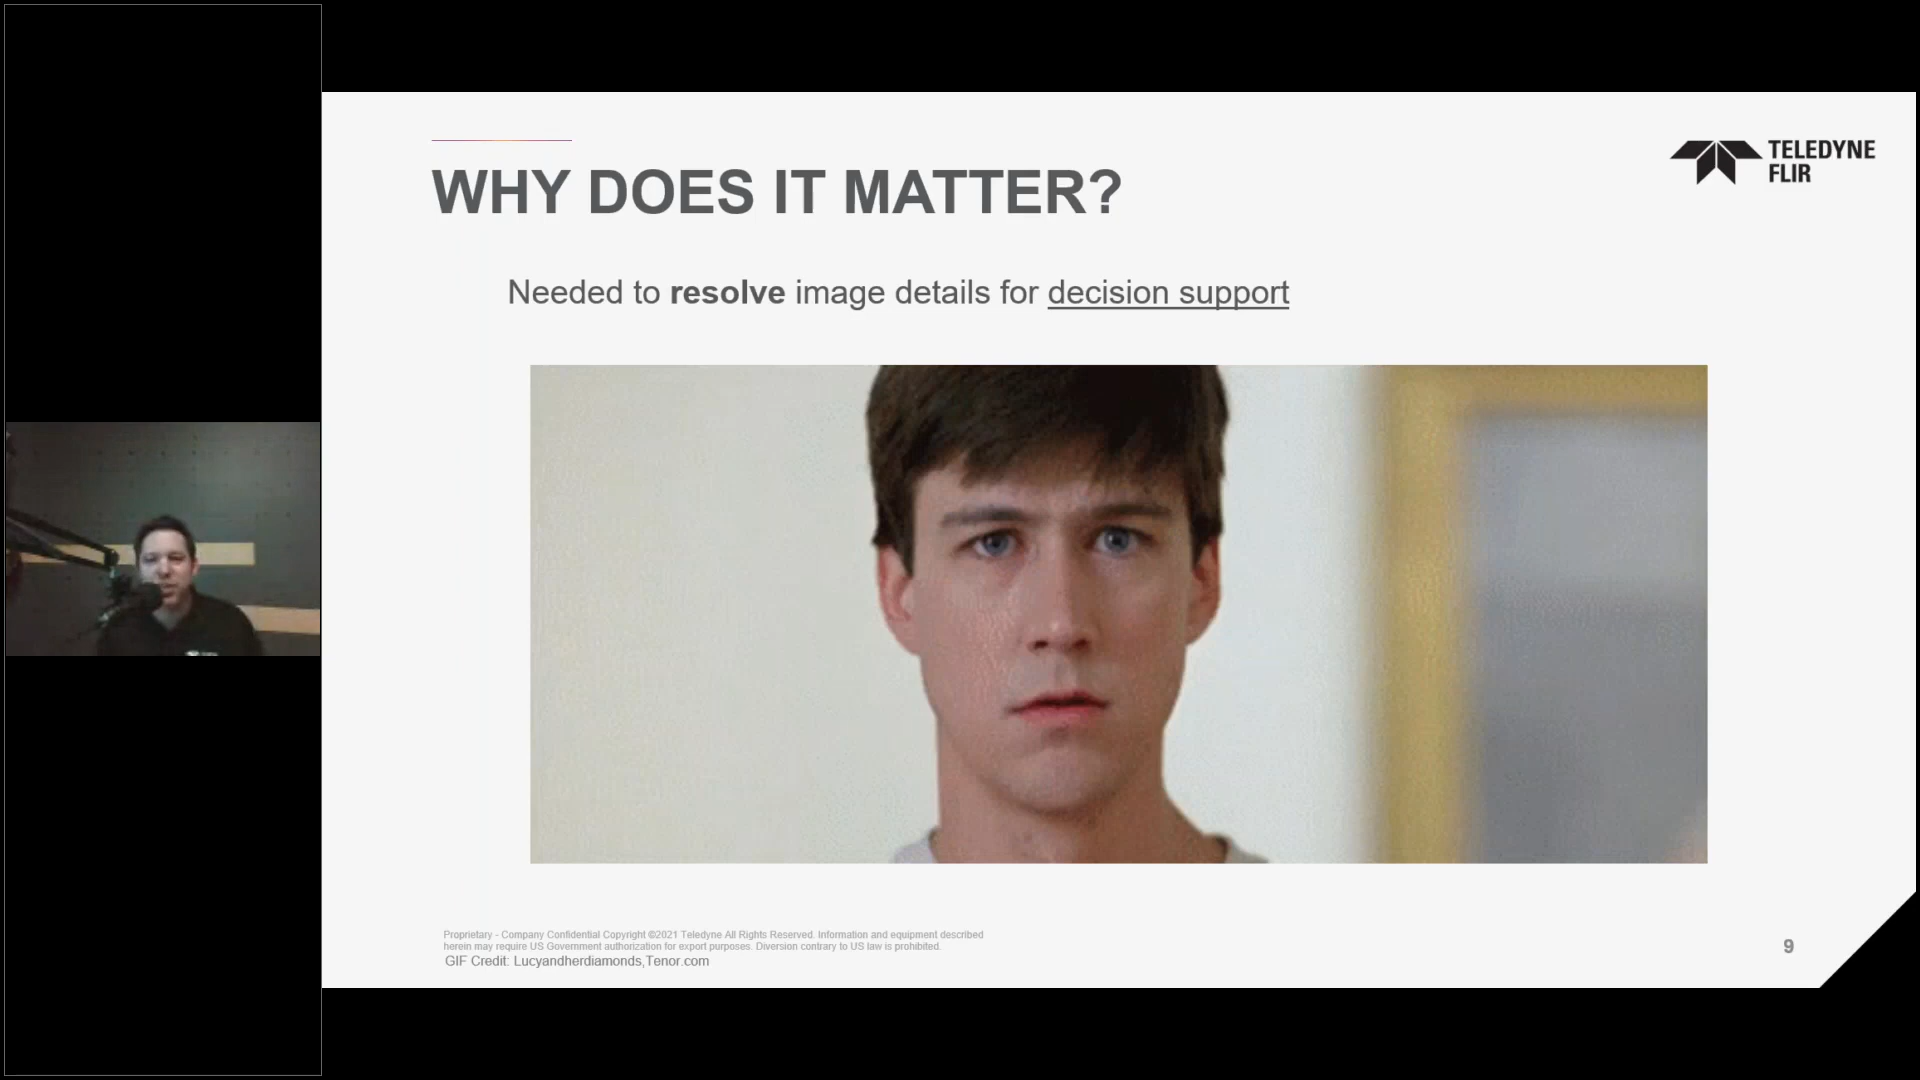 TELEDYNE
FLIR
WHY DOES IT MATTER?
Needed to resolve image details for decision support
Proprietary - Company Confidential Copyright ©2021 Teledyne All Rights Reserved. Information and equipment described
herein may require US Government authorization for export purposes. Diversion contrary to US law is prohibited.
GIF Credit: Lucyandherdiamonds,Tenor.com
9